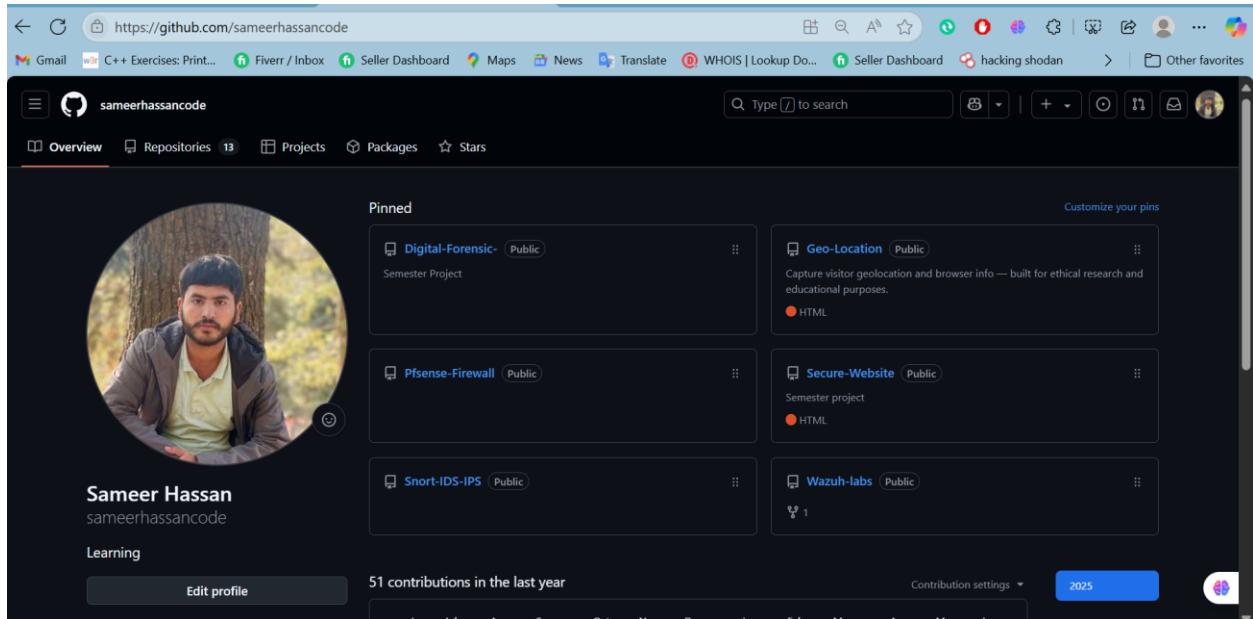 https://github.com/sameerhassancode
Gmail
C++ Exercises: Print...
Fiverr / Inbox
Seller Dashboard
Maps
News
Translate
WHOIS | Lookup Do...
Seller Dashboard
hacking shodan
Other favorites
sameerhassancode
Type / to search
Overview
Repositories 13
Projects
Packages
Stars
Pinned
Customize your pins
Digital-Forensic- Public
Semester Project
Geo-Location Public
Capture visitor geolocation and browser info — built for ethical research and
educational purposes.
HTML
Pfsense-Firewall Public
Secure-Website Public
Semester project
HTML
Snort-IDS-IPS Public
Wazuh-labs Public
1
Sameer Hassan
sameerhassancode
Learning
Edit profile
51 contributions in the last year
Contribution settings
2025